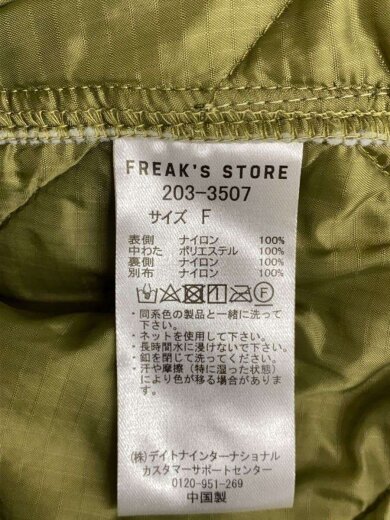 FREAK'S STORE
203-3507
サイズ F
表側 ナイロン 100%
中わた ポリエステル 100%
裏側 ナイロン 100%
別布 ナイロン 100%
・同系色の製品と一緒に洗って
下さい。
・ネットを使用して下さい。
・長時間水に浸けないで下さい。
・釦を閉じて洗ってください。
・汗や摩擦（特に湿った状態）
により色が移る場合がありま
す。
(株)デイトナインターナショナル
カスタマーサポートセンター
0120-951-269
中国製